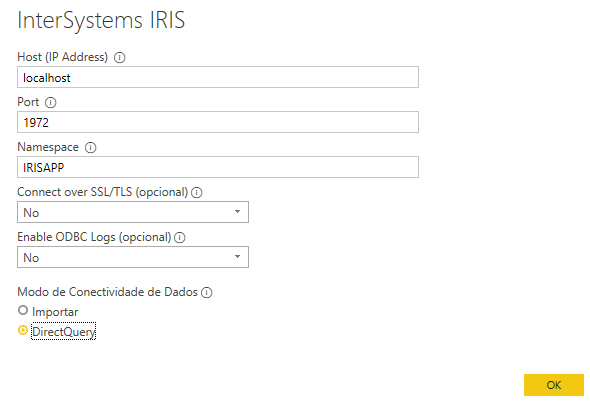 InterSystems IRIS
Host (IP Address)
localhost
Port
1972
Namespace
IRISAPP
Connect over SSL/TLS (opcional)
No
Enable ODBC Logs (opcional)
No
Modo de Conectividade de Dados
Importar
DirectQuery
OK